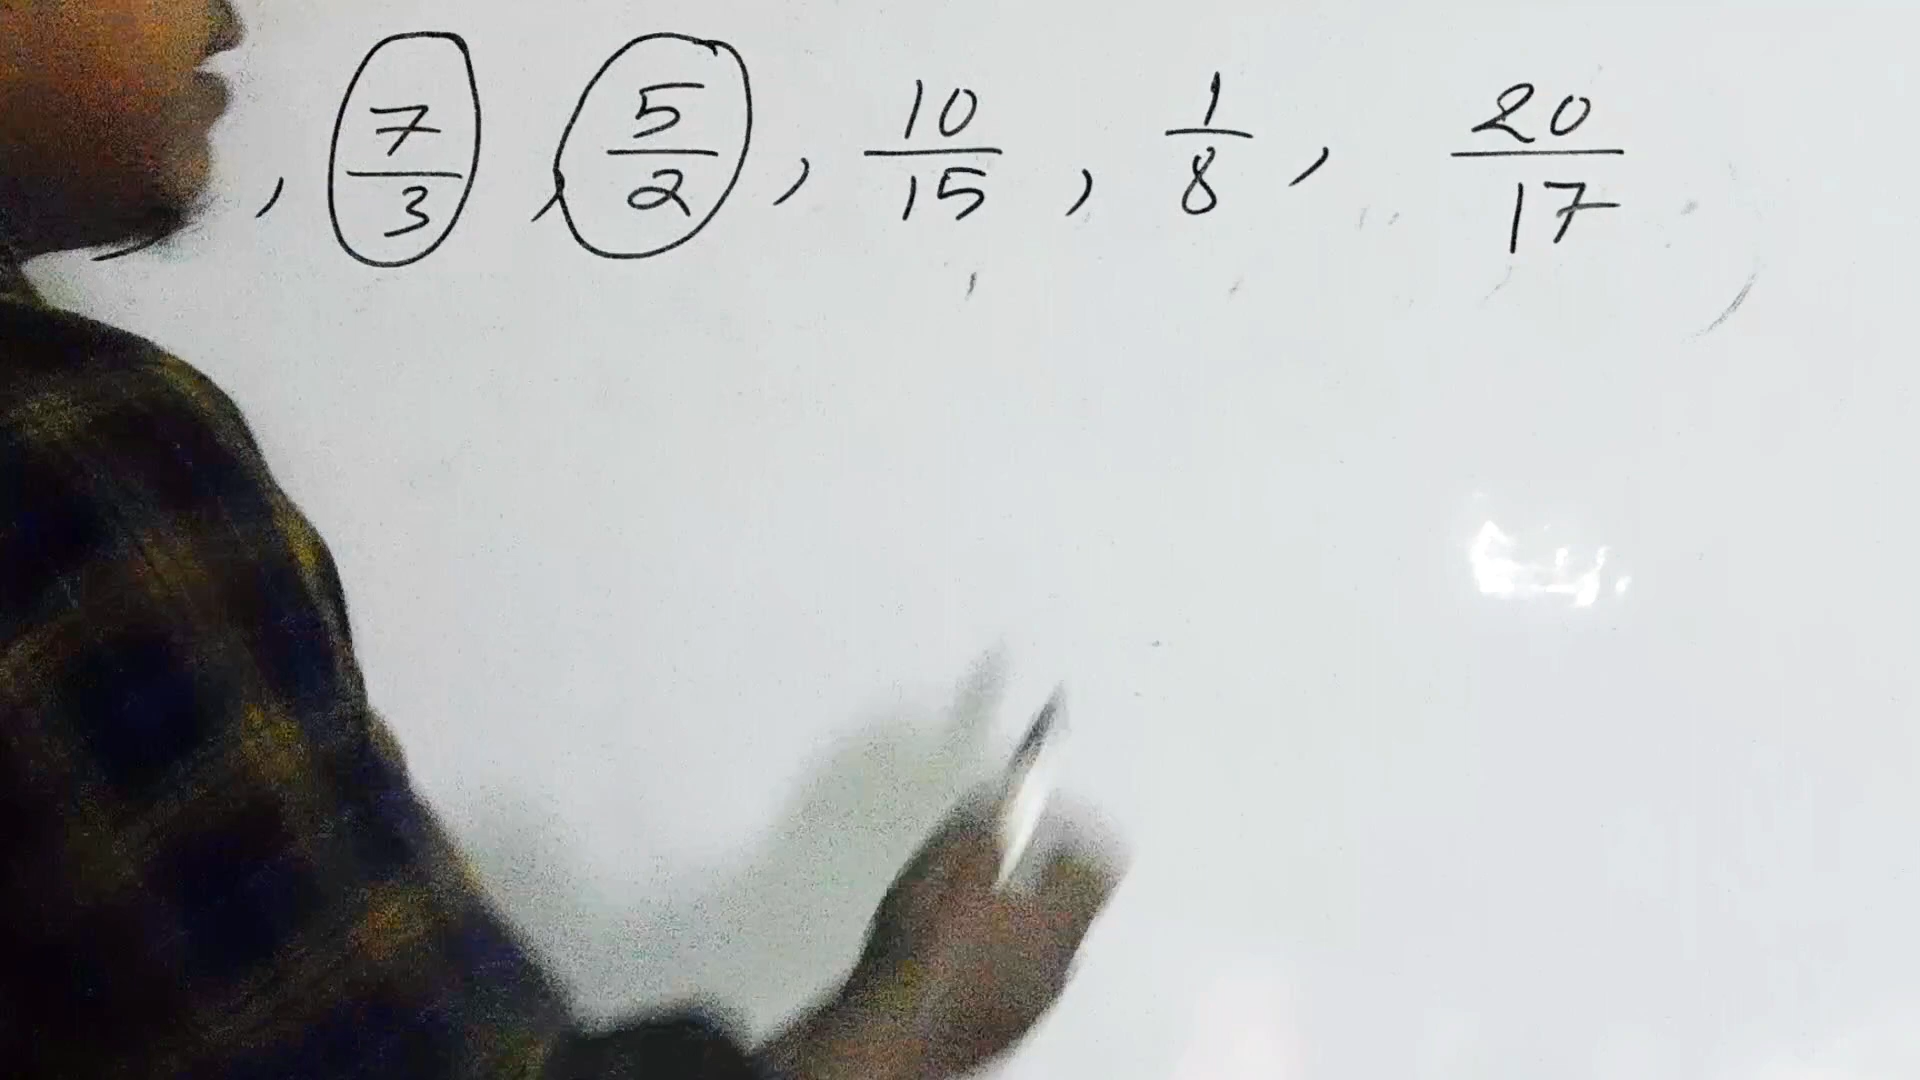 , 7/3 , 5/2 , 10/15 , 1/8 , 20/17